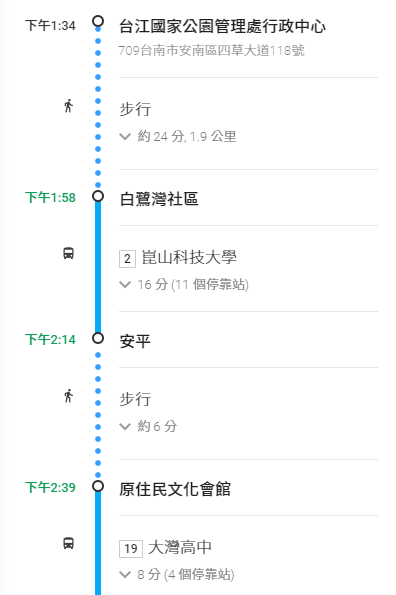 下午1:34 台江國家公園管理處行政中心
709台南市安南區四草大道118號
步行
約 24 分, 1.9 公里
下午1:58 白鷺灣社區
2 崑山科技大學
16 分 (11 個停靠站)
下午2:14 安平
步行
約 6 分
下午2:39 原住民文化會館
19 大灣高中
8 分 (4 個停靠站)